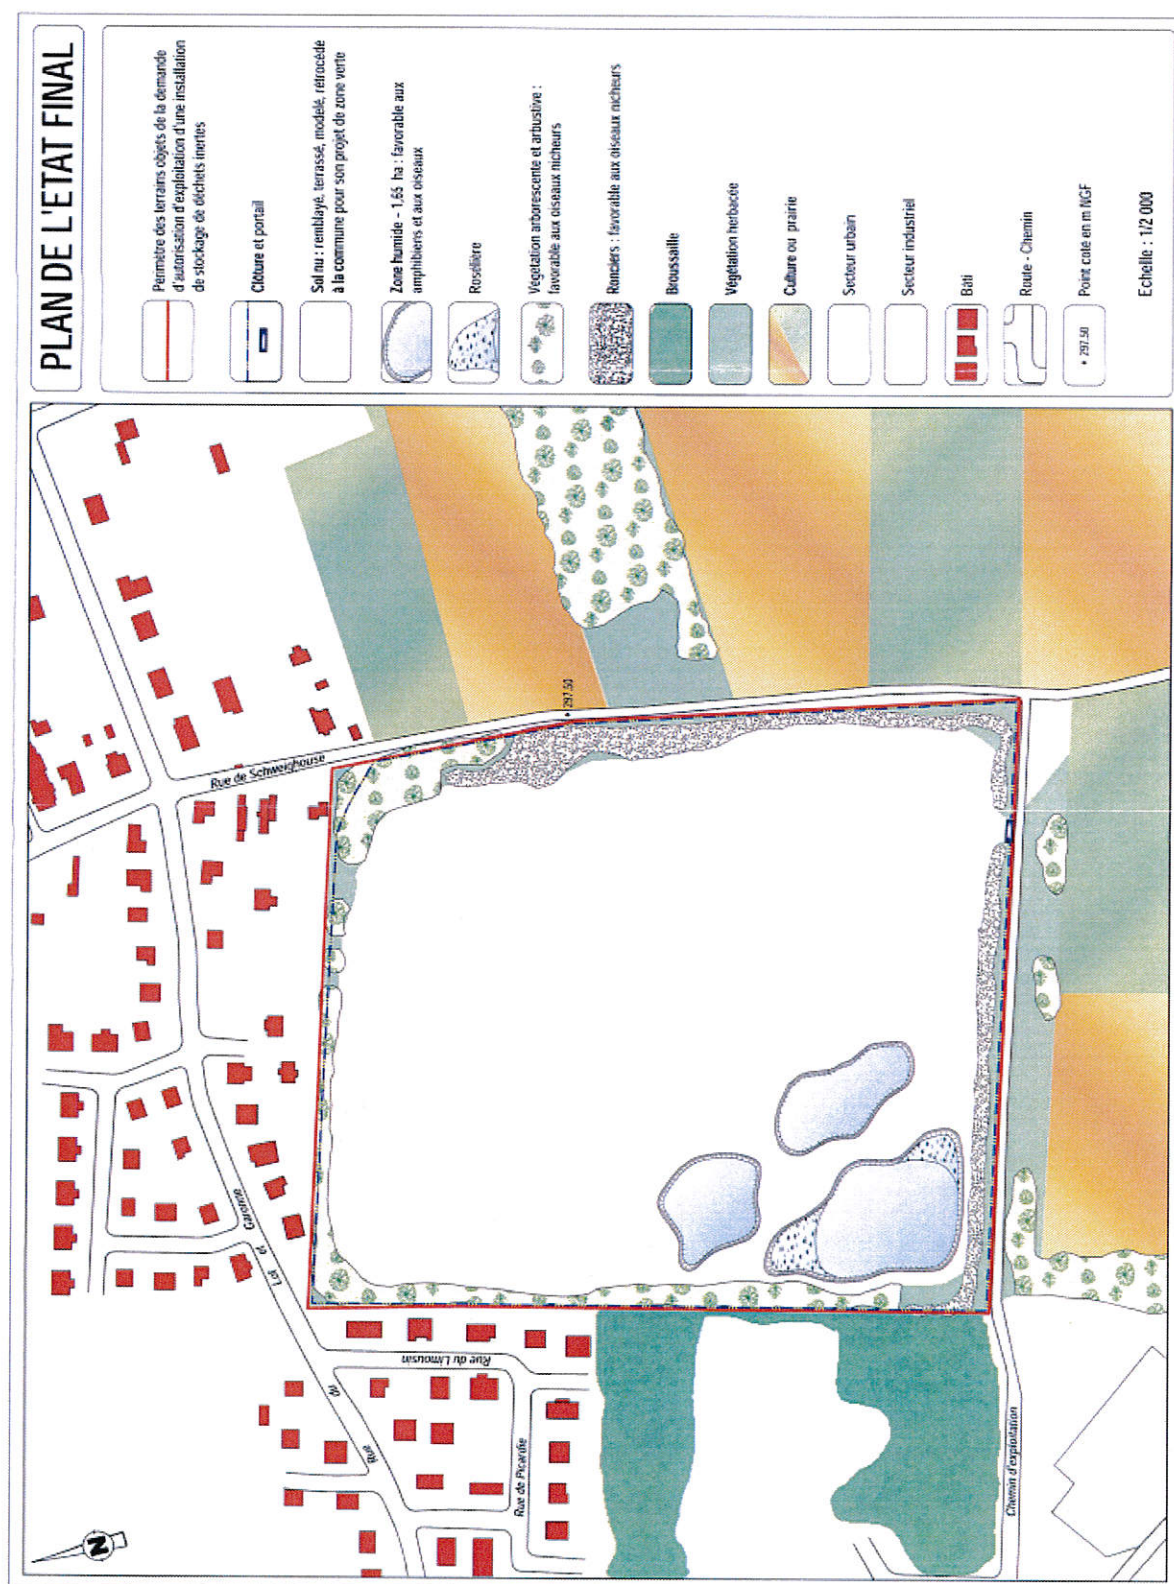 PLAN DE L'ETAT FINAL
Périmètre des terrains objets de la demande
d'autorisation d'exploitation d'une installation
de stockage de déchets inertes
Clôture et portail
Sol nu : remblayé, terrassé, modelé, rétrocédé
à la commune pour son projet de zone verte
Zone humide - 1,65 ha : favorable aux
amphibiens et aux oiseaux
Roselière
Végétation arborescente et arbustive :
favorable aux oiseaux nicheurs
Ronciers : favorable aux oiseaux nicheurs
Broussaille
Végétation herbacée
Culture ou prairie
Secteur urbain
Secteur industriel
Bâti
Route - Chemin
• 297.50
Point coté en m NGF
Echelle : 1/2 000
Rue de Schweighouse
• 297.50
Rue du Lot et Garonne
Rue du Limousin
Rue de Picardie
Chemin d'exploitation
N